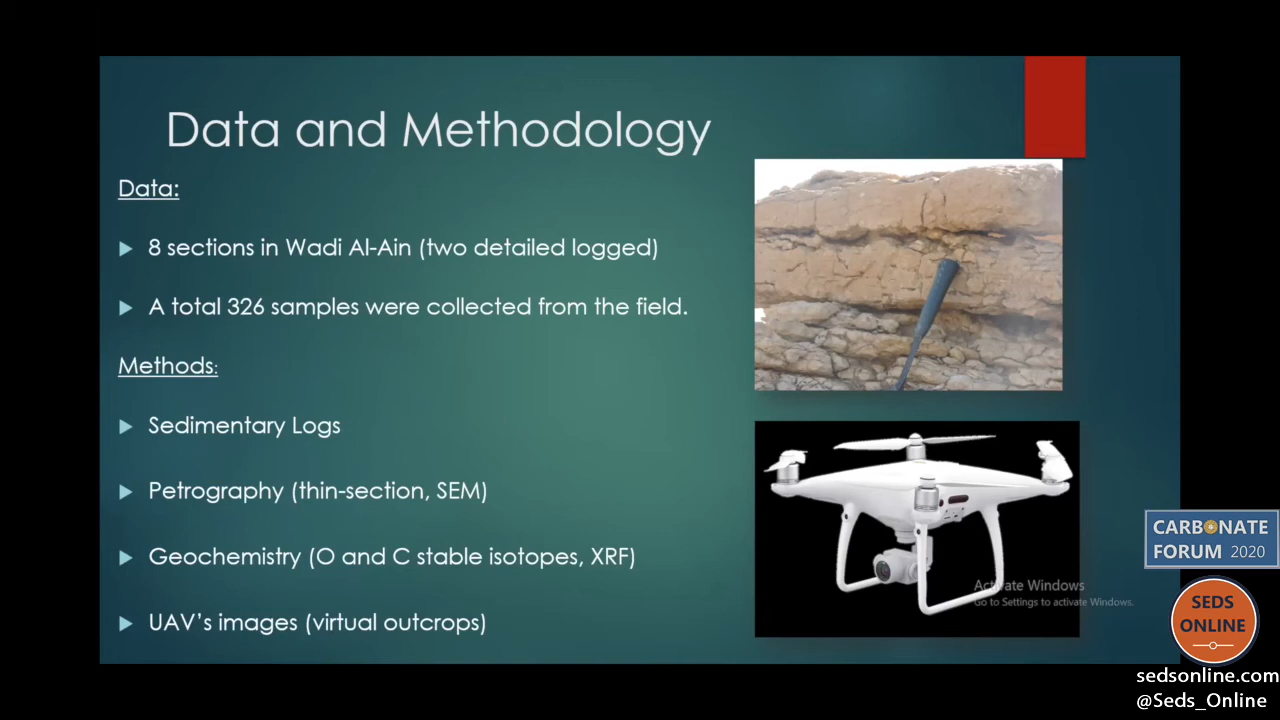 Data and Methodology
Data:
8 sections in Wadi Al-Ain (two detailed logged)
A total 326 samples were collected from the field.
Methods:
Sedimentary Logs
Petrography (thin-section, SEM)
Geochemistry (O and C stable isotopes, XRF)
UAV's images (virtual outcrops)
Activate Windows
Go to Settings to activate Windows.
CARBONATE
FORUM 2020
SEDS
ONLINE
sedsonline.com
@Seds_Online